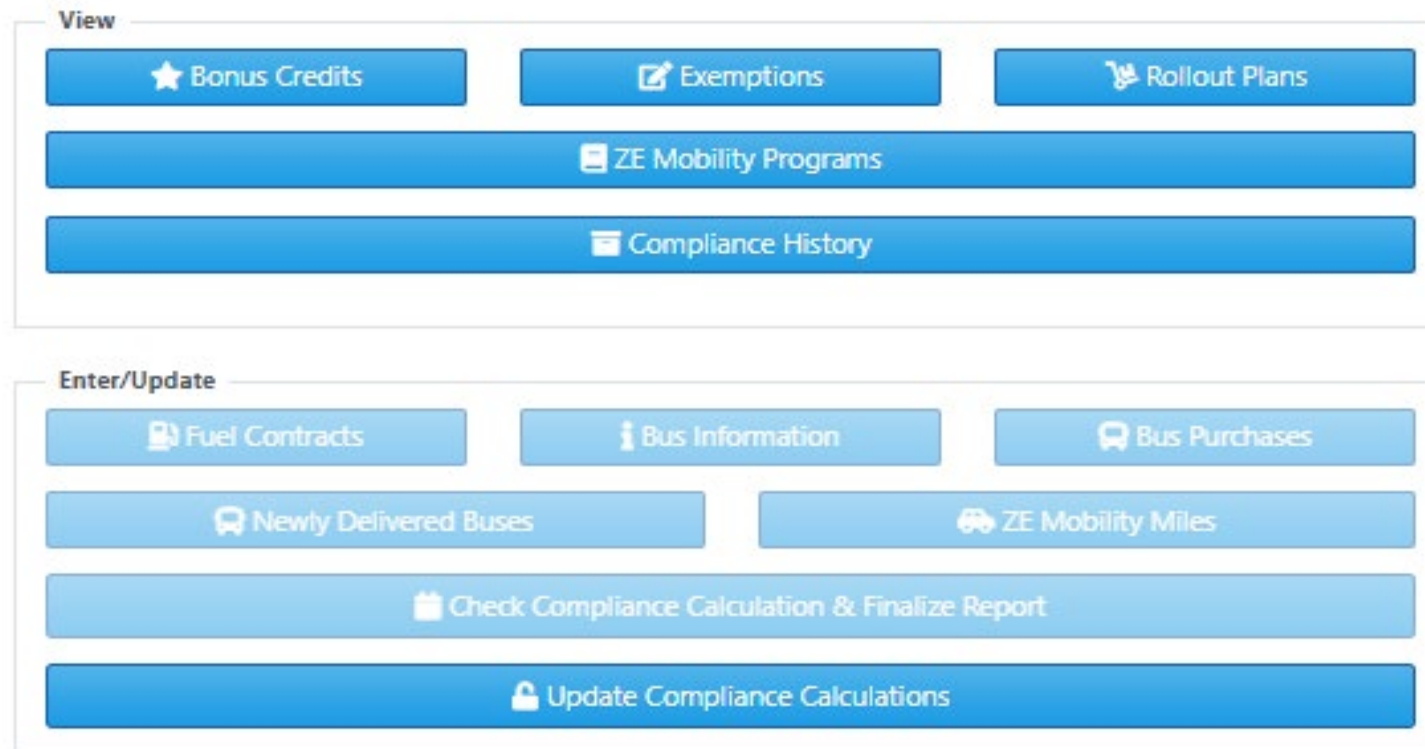 View
Bonus Credits
Exemptions
Rollout Plans
ZE Mobility Programs
Compliance History
Enter/Update
Fuel Contracts
Bus Information
Bus Purchases
Newly Delivered Buses
ZE Mobility Miles
Check Compliance Calculation & Finalize Report
Update Compliance Calculations